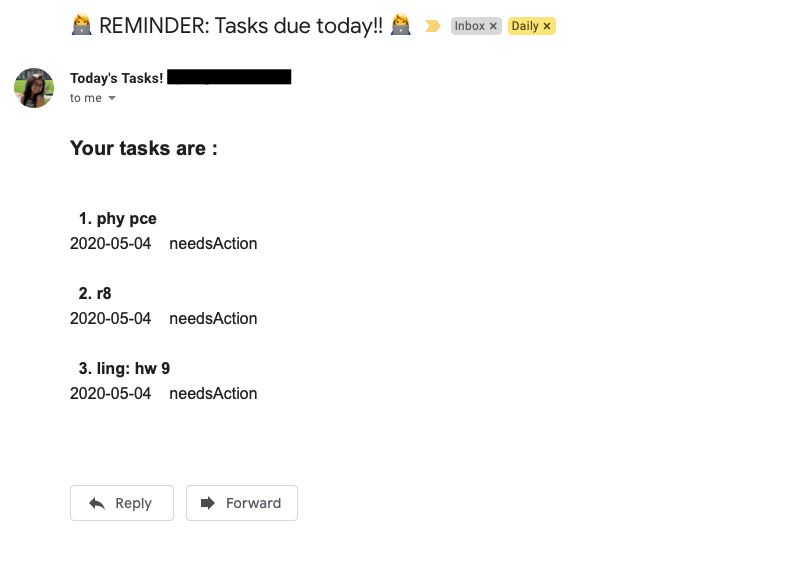 👩‍💻 REMINDER: Tasks due today!! 👩‍💻 Inbox × Daily ×
Today's Tasks!
to me
Your tasks are :
1. phy pce
2020-05-04 needsAction
2. r8
2020-05-04 needsAction
3. ling: hw 9
2020-05-04 needsAction
Reply Forward